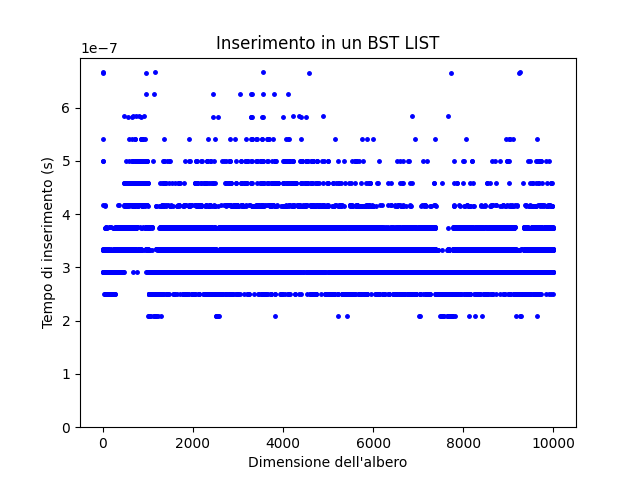 Inserimento in un BST LIST
1e−7
6
5
4
3
2
1
0
Tempo di inserimento (s)
0 2000 4000 6000 8000 10000
Dimensione dell'albero